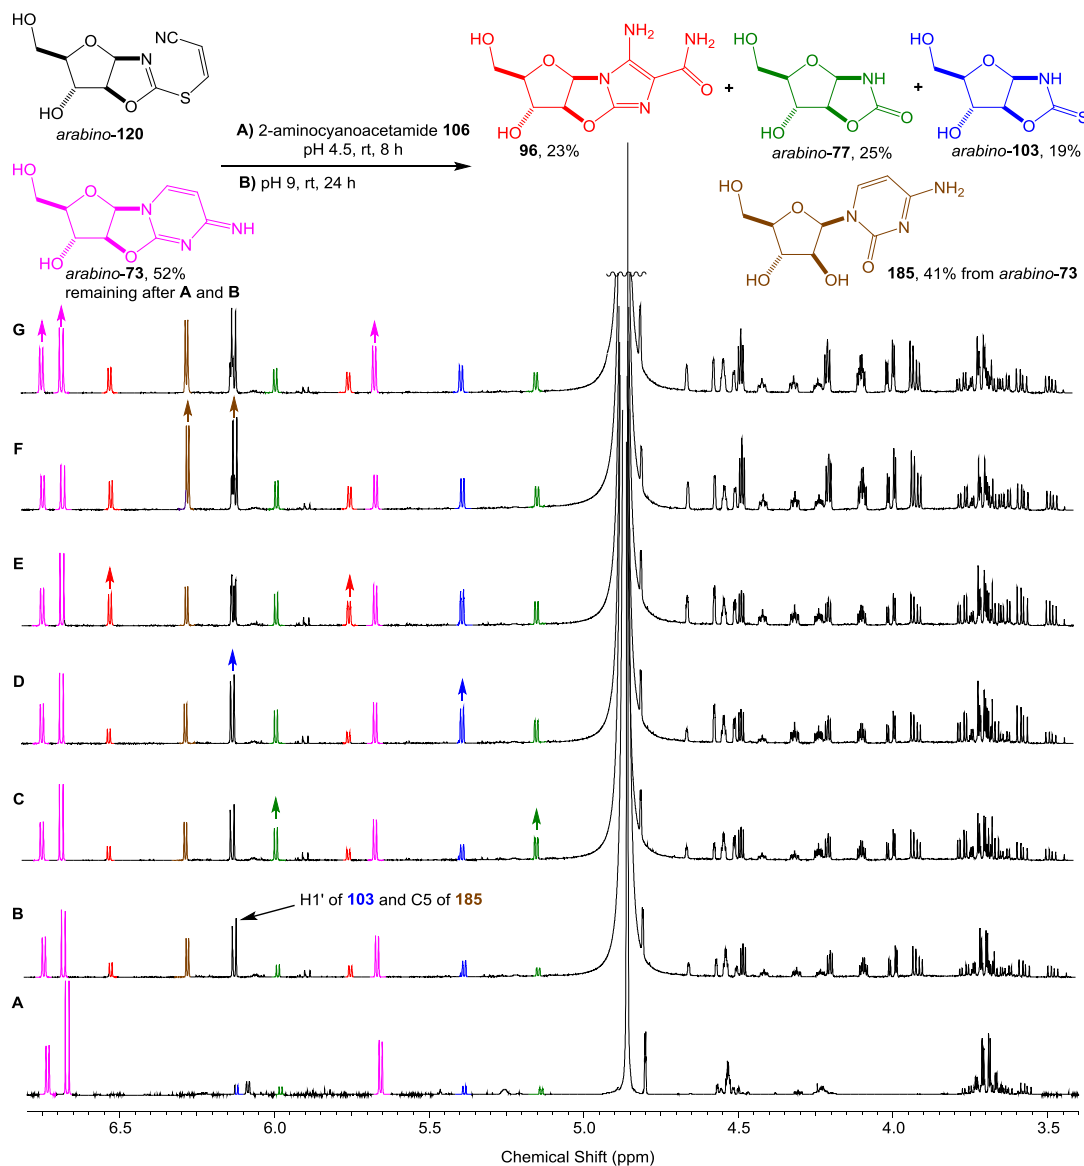 HO
O
NC
N
O
S
HO
arabino-120
A) 2-aminocyanoacetamide 106
pH 4.5, rt, 8 h
B) pH 9, rt, 24 h
HO
O
N
NH
O
N
HO
arabino-73, 52%
remaining after A and B
HO
NH2
NH2
O
N
O
O
N
HO
96, 23%
+
HO
O
NH
O
O
HO
arabino-77, 25%
+
HO
O
NH
O
S
HO
arabino-103, 19%
HO
O
N
NH2
N
O
HO
OH
185, 41% from arabino-73
G
F
E
D
C
H1' of 103 and C5 of 185
B
A
6.5
6.0
5.5
5.0
4.5
4.0
3.5
Chemical Shift (ppm)